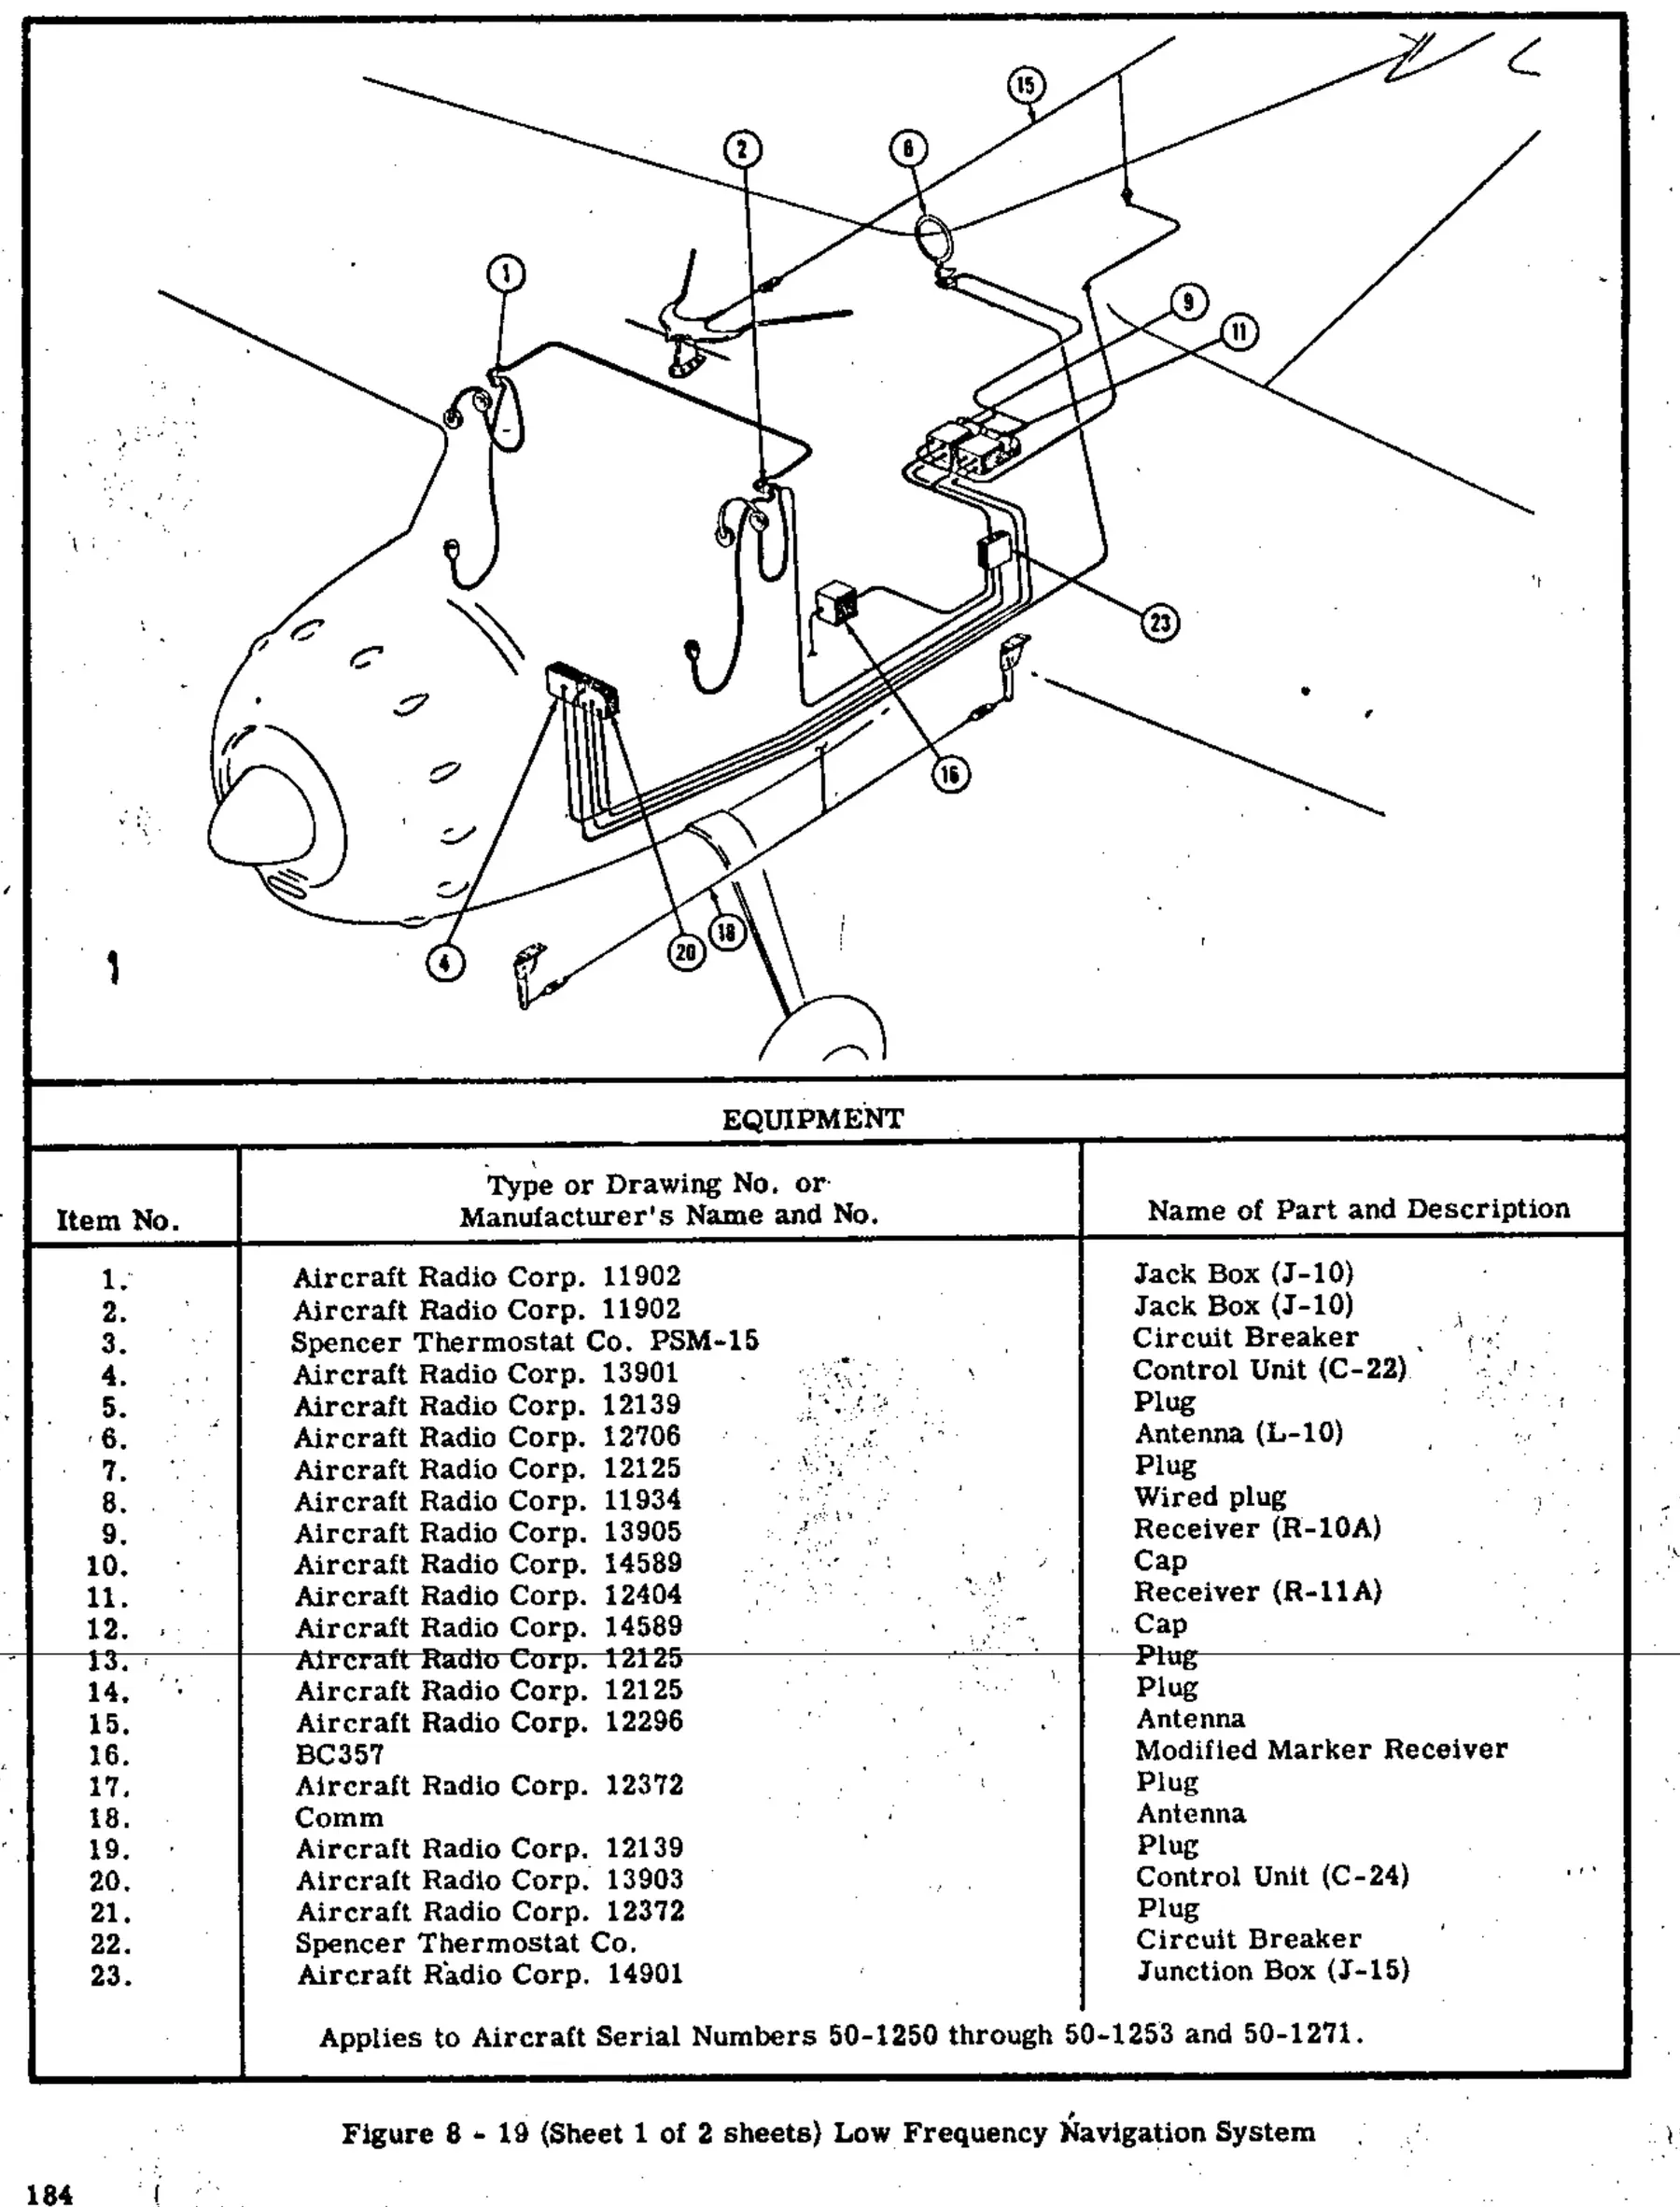 15
2
6
1
9
11
23
16
18
20
4
EQUIPMENT
Item No.
Type or Drawing No. or
Manufacturer's Name and No.
Name of Part and Description
1. Aircraft Radio Corp. 11902 Jack Box (J-10)
2. Aircraft Radio Corp. 11902 Jack Box (J-10)
3. Spencer Thermostat Co. PSM-15 Circuit Breaker
4. Aircraft Radio Corp. 13901 Control Unit (C-22)
5. Aircraft Radio Corp. 12139 Plug
6. Aircraft Radio Corp. 12706 Antenna (L-10)
7. Aircraft Radio Corp. 12125 Plug
8. Aircraft Radio Corp. 11934 Wired plug
9. Aircraft Radio Corp. 13905 Receiver (R-10A)
10. Aircraft Radio Corp. 14589 Cap
11. Aircraft Radio Corp. 12404 Receiver (R-11A)
12. Aircraft Radio Corp. 14589 Cap
13. Aircraft Radio Corp. 12125 Plug
14. Aircraft Radio Corp. 12125 Plug
15. Aircraft Radio Corp. 12296 Antenna
16. BC357 Modified Marker Receiver
17. Aircraft Radio Corp. 12372 Plug
18. Comm Antenna
19. Aircraft Radio Corp. 12139 Plug
20. Aircraft Radio Corp. 13903 Control Unit (C-24)
21. Aircraft Radio Corp. 12372 Plug
22. Spencer Thermostat Co. Circuit Breaker
23. Aircraft Radio Corp. 14901 Junction Box (J-15)
Applies to Aircraft Serial Numbers 50-1250 through 50-1253 and 50-1271.
Figure 8 - 19 (Sheet 1 of 2 sheets) Low Frequency Navigation System
184